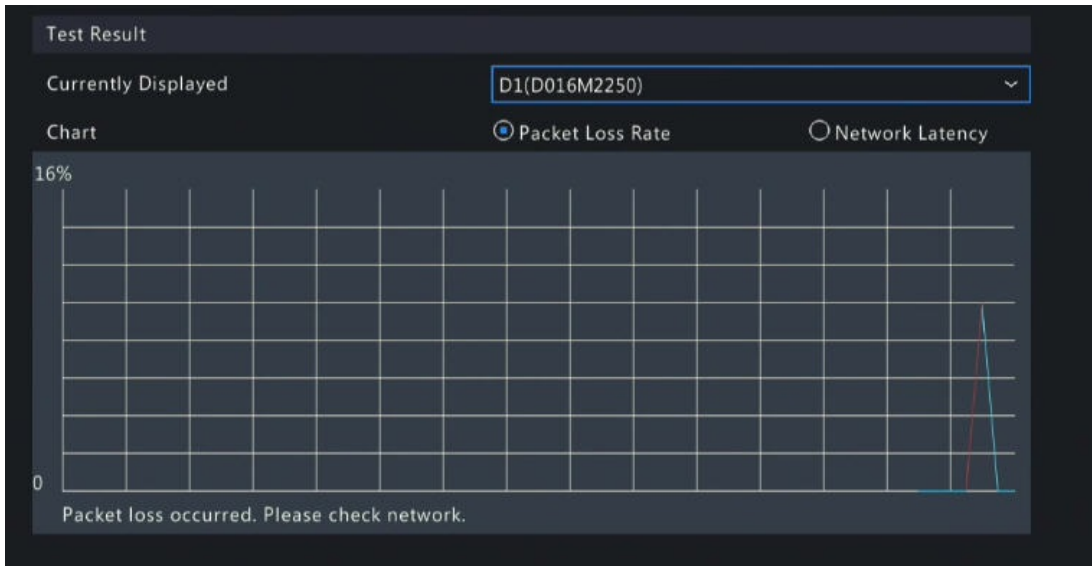 Test Result
Currently Displayed D1(D016M2250)
Chart Packet Loss Rate Network Latency
16%
0
Packet loss occurred. Please check network.